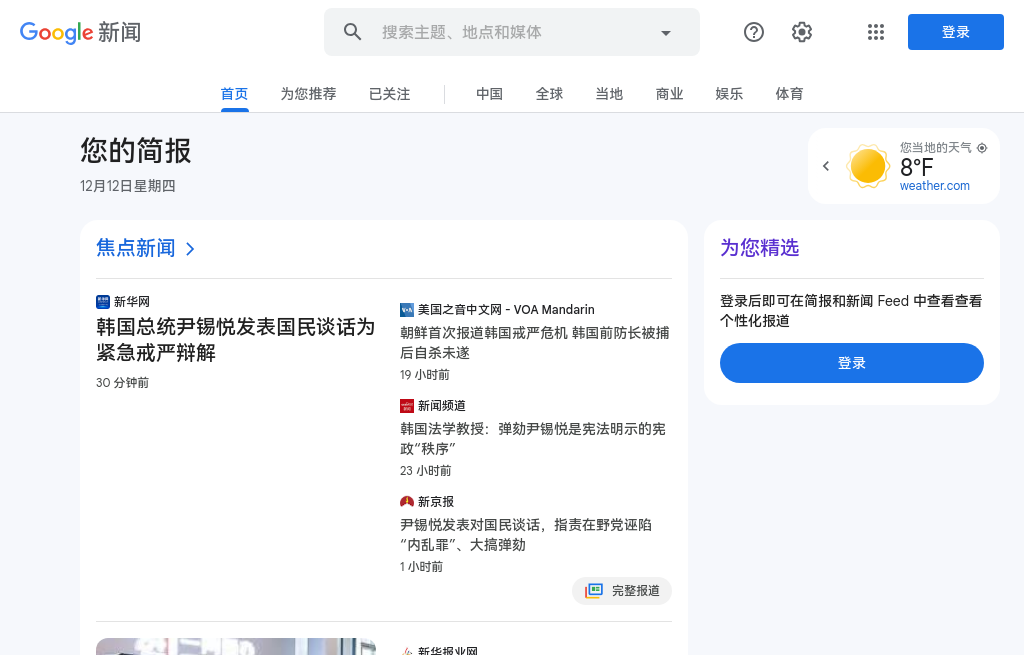 Google 新闻
搜索主题、地点和媒体
登录
首页
为您推荐
已关注
中国
全球
当地
商业
娱乐
体育
您的简报
12月12日星期四
您当地的天气
8°F
weather.com
焦点新闻
新华网
韩国总统尹锡悦发表国民谈话为
紧急戒严辩解
30 分钟前
美国之音中文网 - VOA Mandarin
朝鲜首次报道韩国戒严危机 韩国前防长被捕
后自杀未遂
19 小时前
新闻频道
韩国法学教授：弹劾尹锡悦是宪法明示的宪
政“秩序”
23 小时前
新京报
尹锡悦发表对国民谈话，指责在野党诬陷
“内乱罪”、大搞弹劾
1 小时前
完整报道
新华报业网
为您精选
登录后即可在简报和新闻 Feed 中查看查看
个性化报道
登录